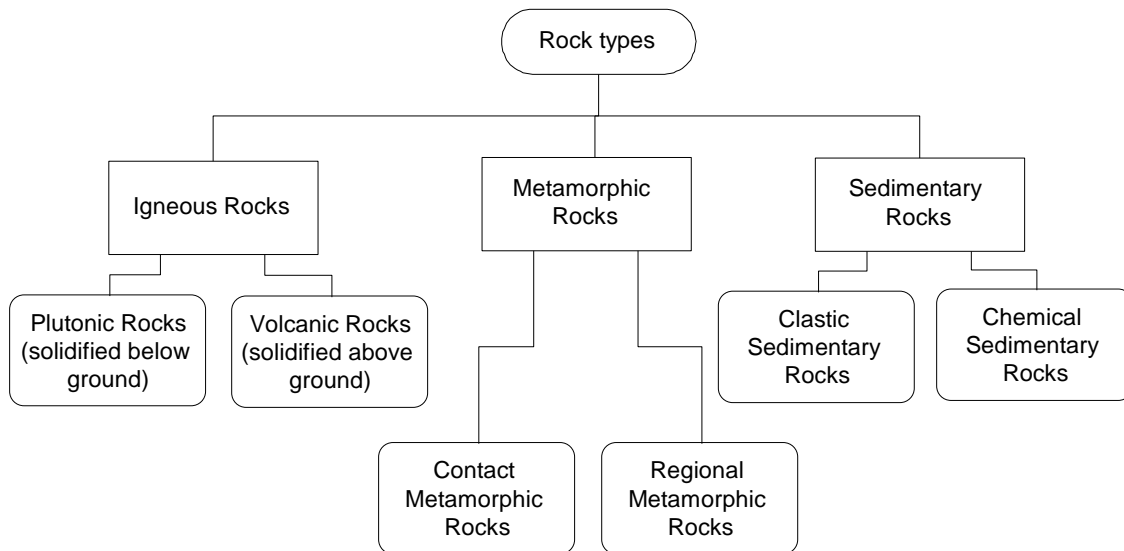 Rock types
Igneous Rocks
Metamorphic
Rocks
Sedimentary
Rocks
Plutonic Rocks
(solidified below
ground)
Volcanic Rocks
(solidified above
ground)
Clastic
Sedimentary
Rocks
Chemical
Sedimentary
Rocks
Contact
Metamorphic
Rocks
Regional
Metamorphic
Rocks